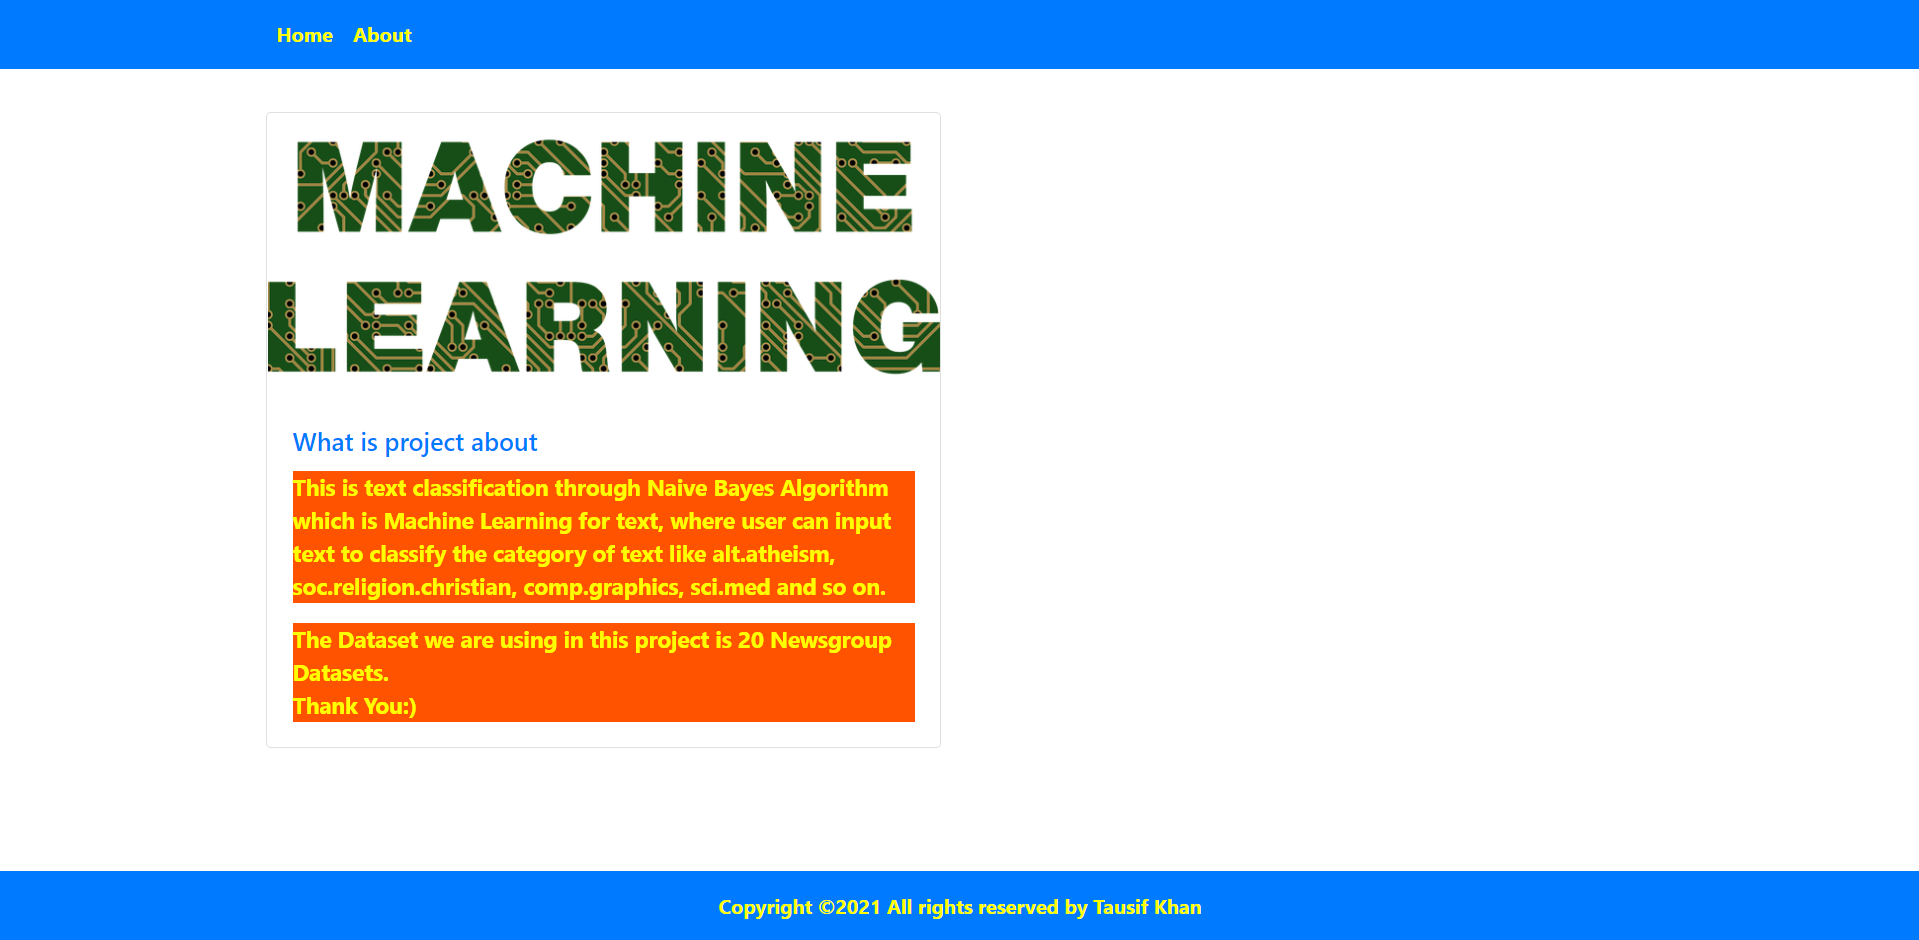 Home About
MACHINE
LEARNING
What is project about
This is text classification through Naive Bayes Algorithm
which is Machine Learning for text, where user can input
text to classify the category of text like alt.atheism,
soc.religion.christian, comp.graphics, sci.med and so on.
The Dataset we are using in this project is 20 Newsgroup
Datasets.
Thank You:)
Copyright ©2021 All rights reserved by Tausif Khan